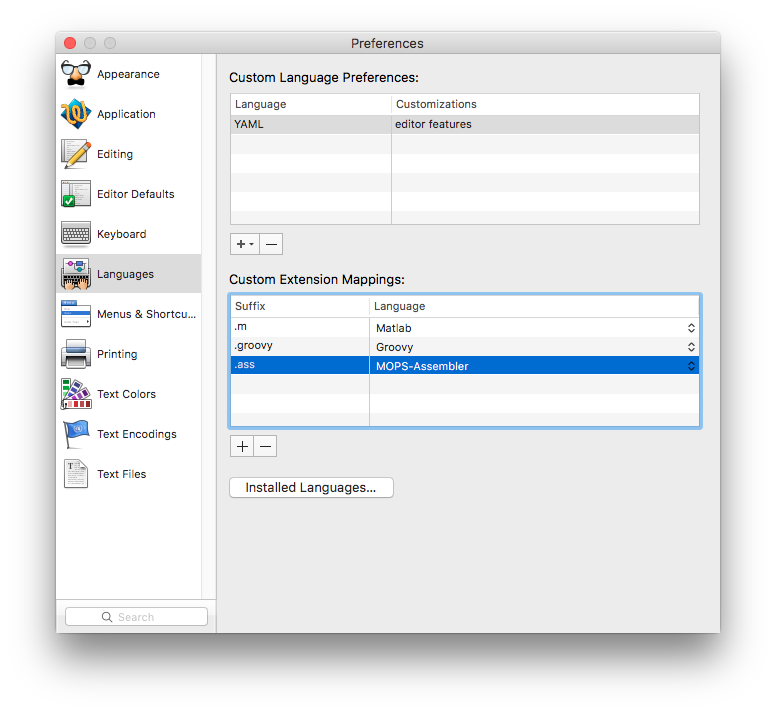 Preferences
Appearance
Application
Editing
Editor Defaults
Keyboard
Languages
Menus & Shortcu...
Printing
Text Colors
Text Encodings
Text Files
Search
Custom Language Preferences:
Language Customizations
YAML editor features
Custom Extension Mappings:
Suffix Language
.m Matlab
.groovy Groovy
.ass MOPS-Assembler
Installed Languages...